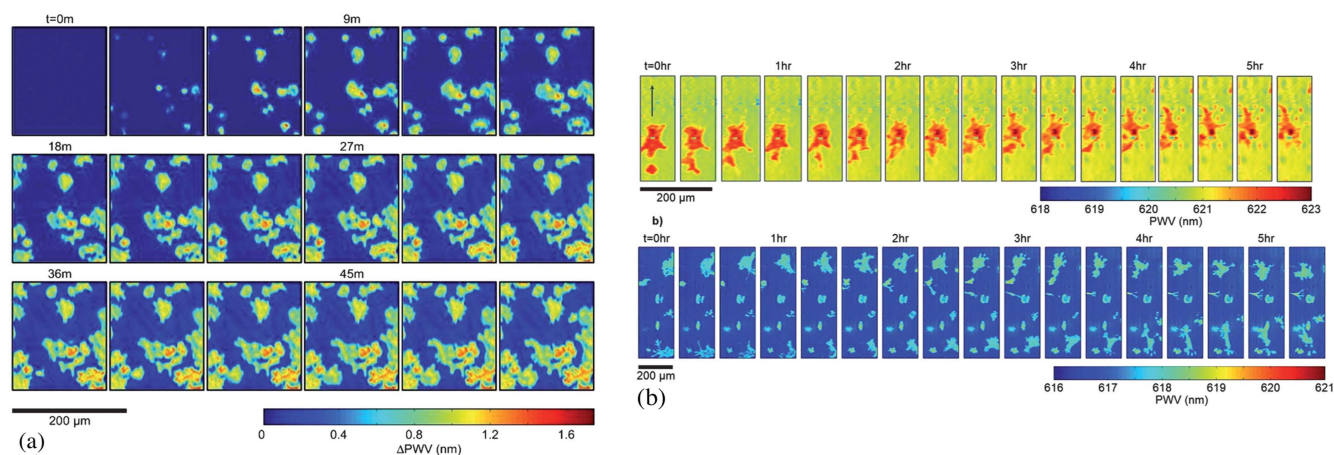 t=0m 9m
18m 27m
36m 45m
200 µm
0 0.4 0.8 1.2 1.6
ΔPWV (nm)
(a)
t=0hr 1hr 2hr 3hr 4hr 5hr
200 µm
618 619 620 621 622 623
PWV (nm)
b)
t=0hr 1hr 2hr 3hr 4hr 5hr
200 µm
616 617 618 619 620 621
PWV (nm)
(b)